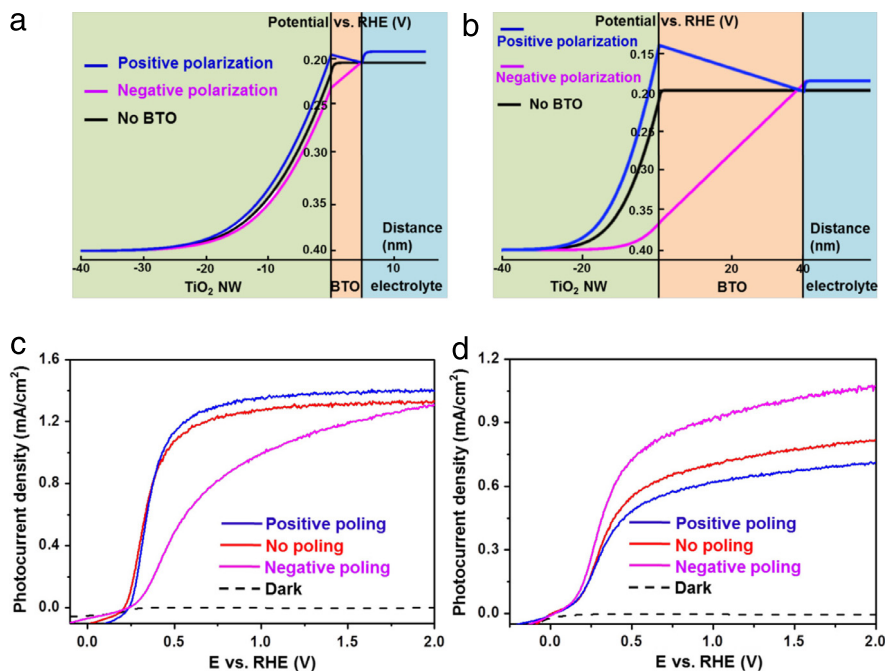 a
Potential vs. RHE (V)
Positive polarization
Negative polarization
No BTO
0.20
0.25
0.30
0.40
Distance
(nm)
-40
-30
-20
-10
10
TiO₂ NW
BTO
electrolyte
b
Potential vs. RHE (V)
Positive polarization
Negative polarization
No BTO
0.15
0.20
0.25
0.30
0.35
0.40
Distance
(nm)
-40
-20
20
40
TiO₂ NW
BTO
electrolyte
c
Photocurrent density (mA/cm²)
1.6
1.2
0.8
0.4
0.0
Positive poling
No poling
Negative poling
Dark
0.0
0.5
1.0
1.5
2.0
E vs. RHE (V)
d
Photocurrent density (mA/cm²)
1.2
0.9
0.6
0.3
0.0
Positive poling
No poling
Negative poling
Dark
0.0
0.5
1.0
1.5
2.0
E vs. RHE (V)